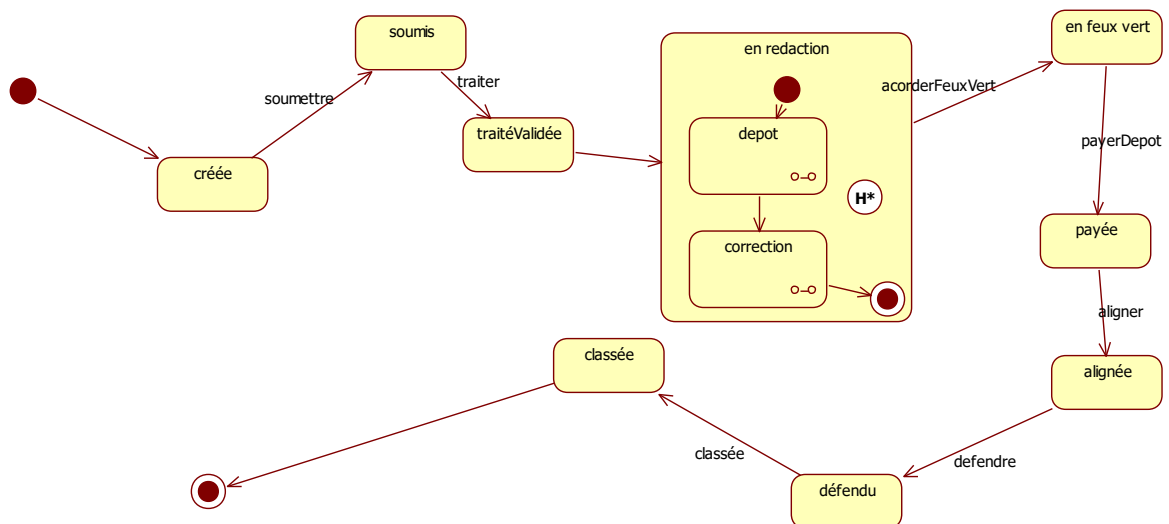 en feux vert
soumis
en redaction
traiter
acorderFeuxVert
soumettre
traitéValidée
depot
payerDepot
créée
H*
payée
correction
aligner
classée
alignée
classée
defendre
défendu